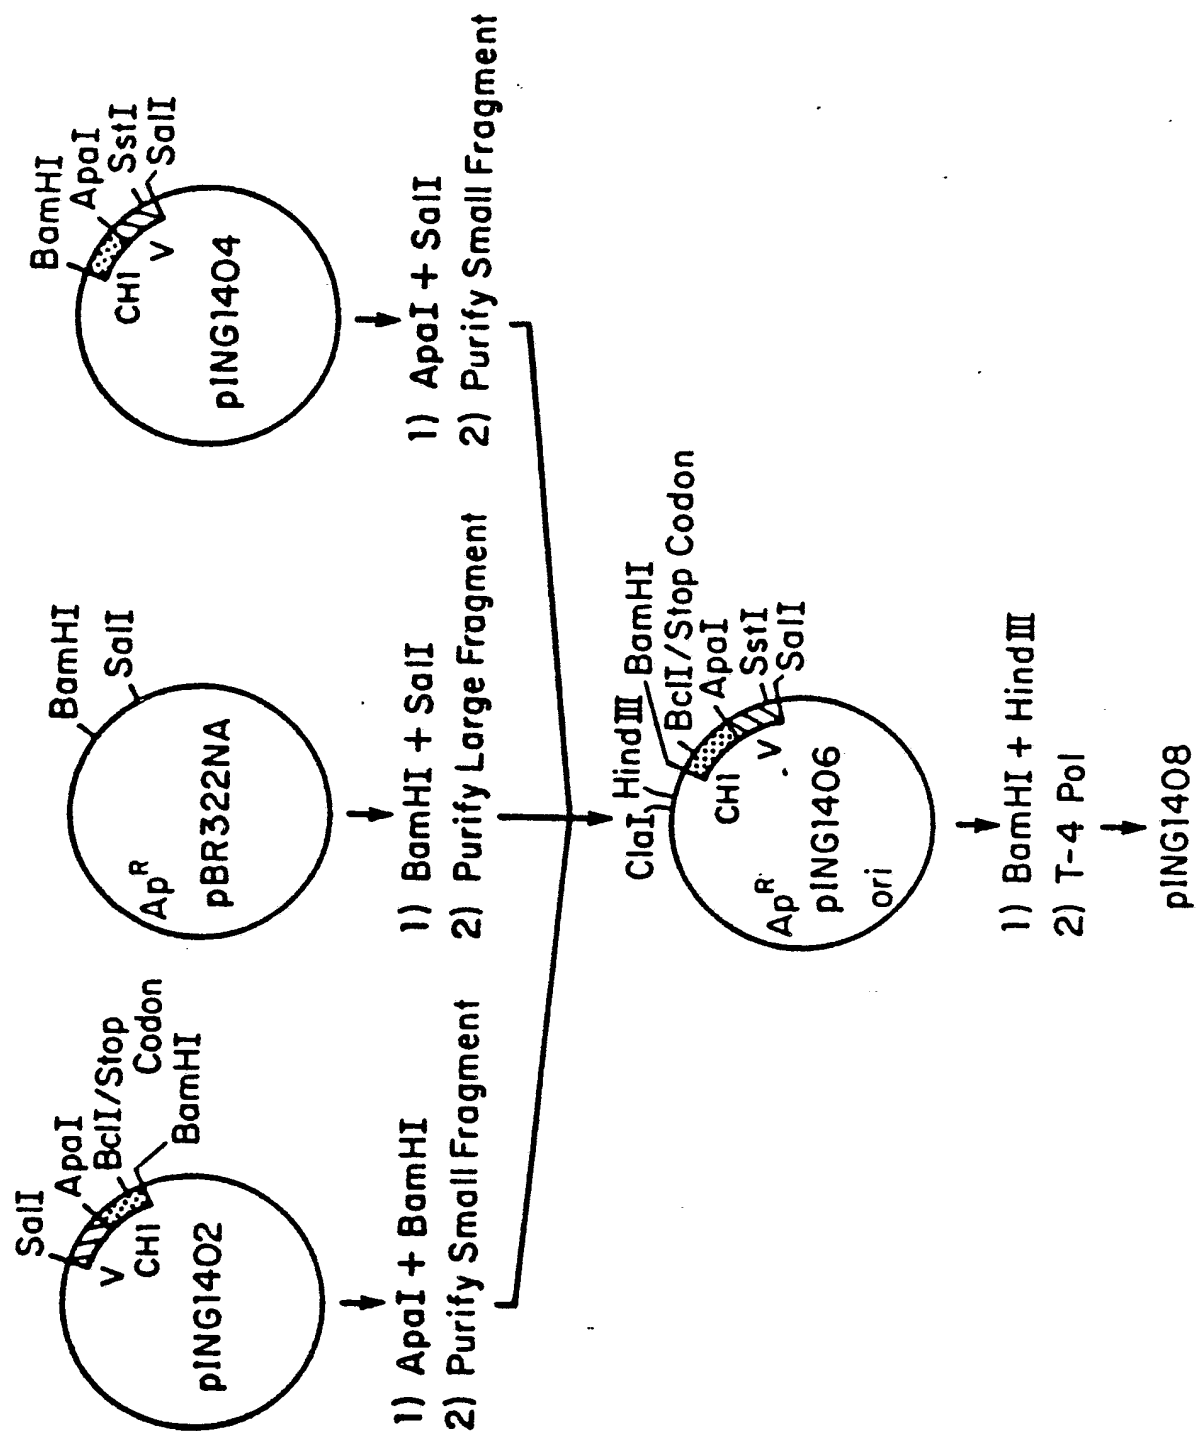 SalI
ApaI
BclI/Stop
Codon
BamHI
V
CH1
pING1402
1) ApaI + BamHI
2) Purify Small Fragment
BamHI
SalI
ApR
pBR322NA
1) BamHI + SalI
2) Purify Large Fragment
BamHI
ApaI
SstI
SalI
CH1
V
pING1404
1) ApaI + SalI
2) Purify Small Fragment
ClaI
HindIII
BamHI
BclI/Stop Codon
ApaI
SstI
SalI
CH1
V
ApR
pING1406
ori
1) BamHI + HindIII
2) T-4 Pol
pING1408